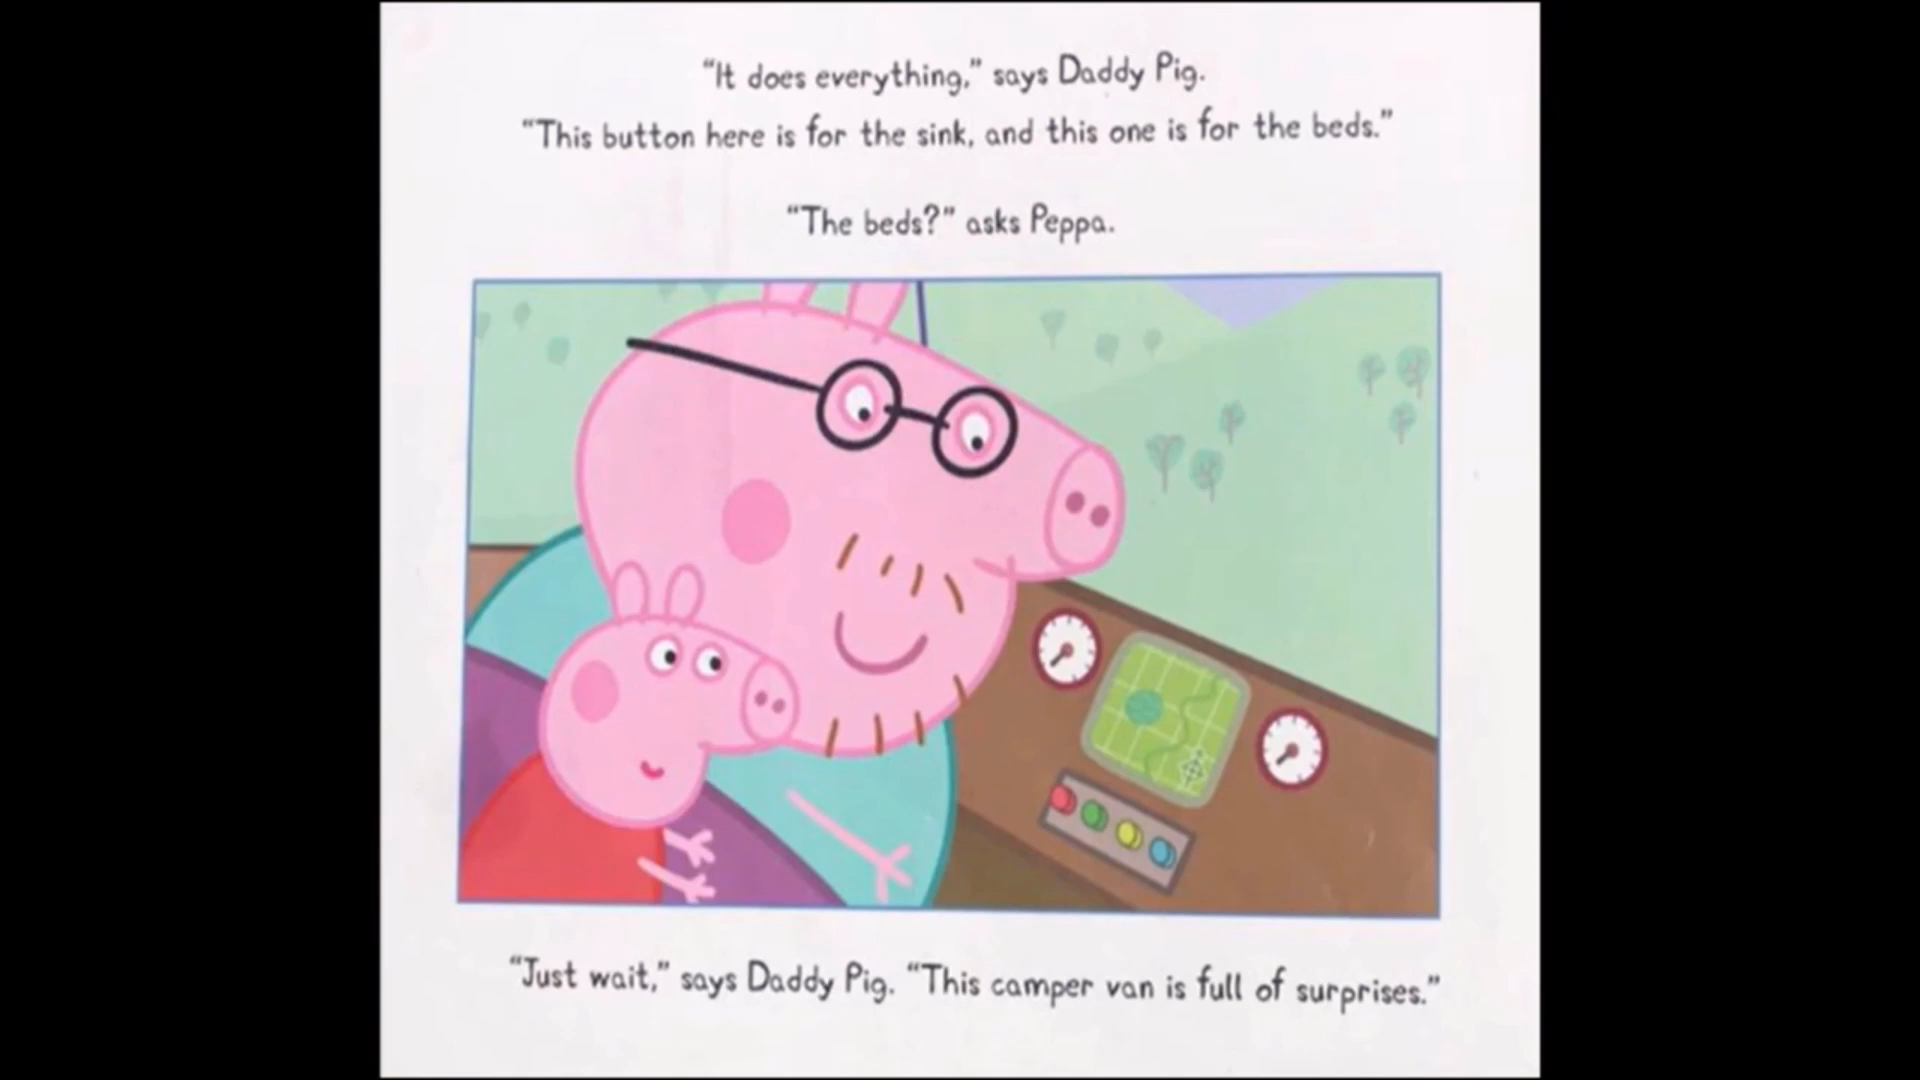 “It does everything,” says Daddy Pig.
“This button here is for the sink, and this one is for the beds.”
“The beds?” asks Peppa.
“Just wait,” says Daddy Pig. “This camper van is full of surprises.”